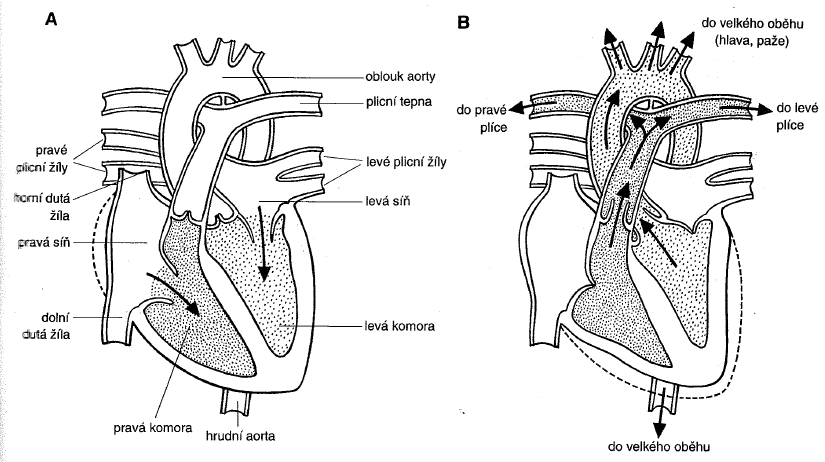 A
oblouk aorty
plicní tepna
pravé
plicní žíly
levé plicní žíly
horní dutá
žíla
levá síň
pravá síň
dolní
dutá žíla
levá komora
pravá komora
hrudní aorta
B
do velkého oběhu
(hlava, paže)
do pravé
plíce
do levé
plíce
do velkého oběhu